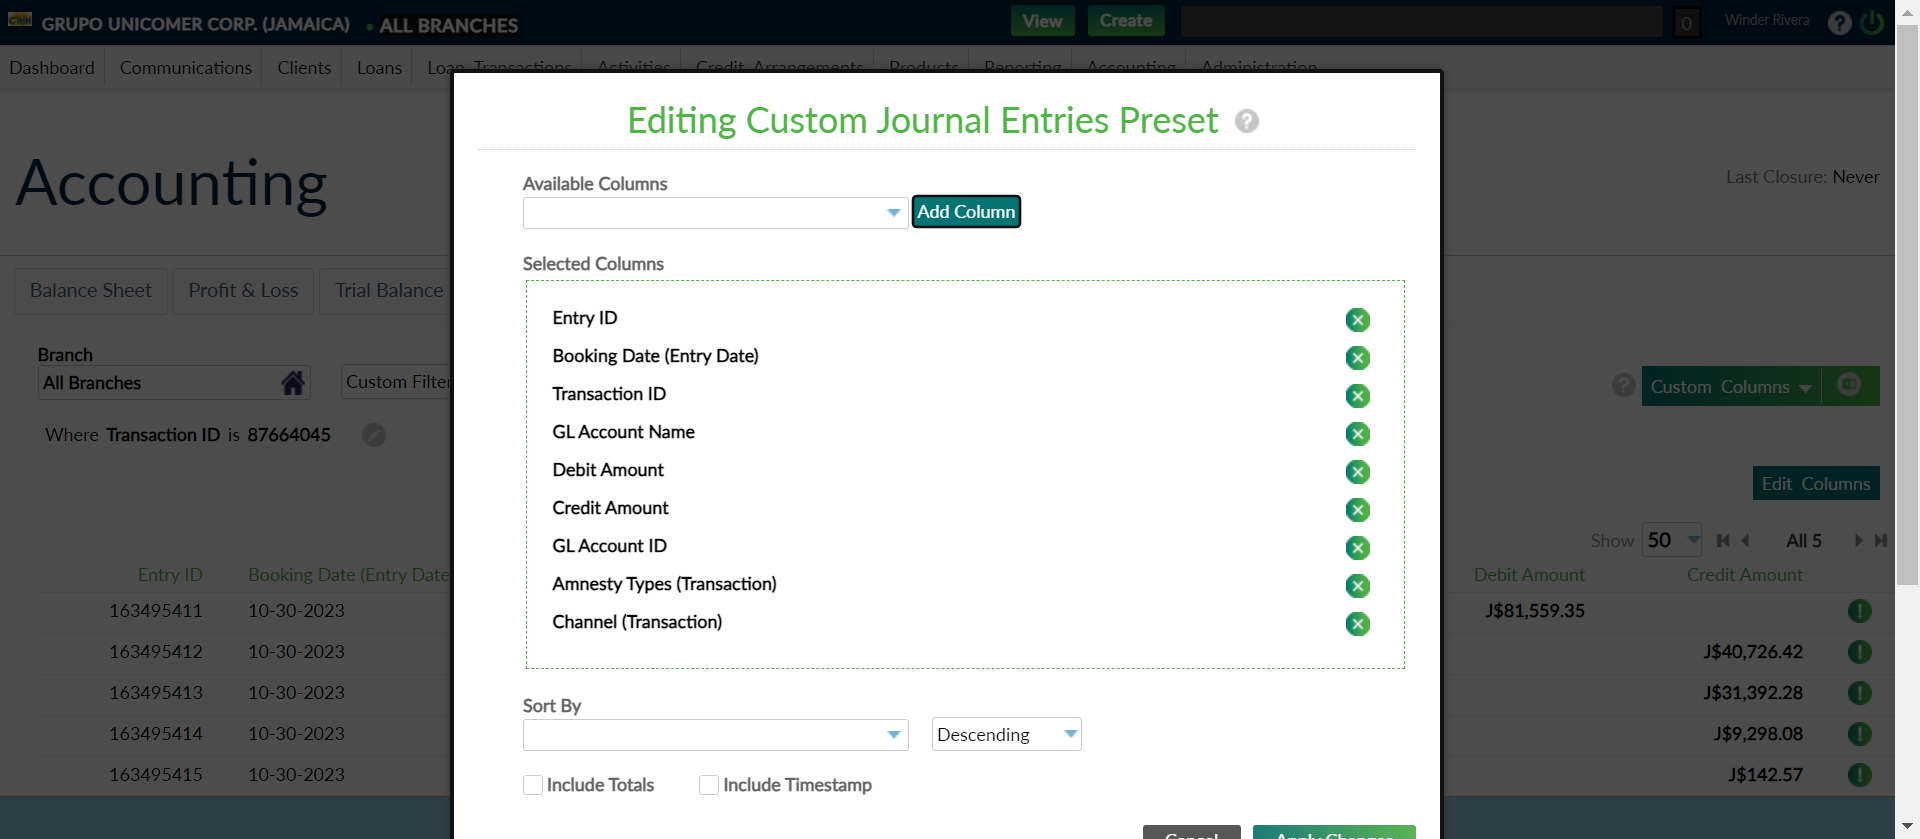 GRUPO UNICOMER CORP. (JAMAICA) • ALL BRANCHES
View Create 0 Winder Rivera ?
Dashboard Communications Clients Loans Loan Transactions Activities Credit Arrangements Products Reporting Accounting Administration
Editing Custom Journal Entries Preset ?
Accounting
Last Closure: Never
Available Columns
Add Column
Selected Columns
Balance Sheet Profit & Loss Trial Balance
Entry ID
Booking Date (Entry Date)
Transaction ID
GL Account Name
Debit Amount
Credit Amount
GL Account ID
Amnesty Types (Transaction)
Channel (Transaction)
Branch
All Branches Custom Filter
Where Transaction ID is 87664045
? Custom Columns
Edit Columns
Show 50 All 5
Entry ID Booking Date (Entry Date Debit Amount Credit Amount
163495411 10-30-2023 J$81,559.35
163495412 10-30-2023 J$40,726.42
163495413 10-30-2023 J$31,392.28
163495414 10-30-2023 J$9,298.08
163495415 10-30-2023 J$142.57
Sort By
Descending
Include Totals Include Timestamp
Cancel Apply Changes